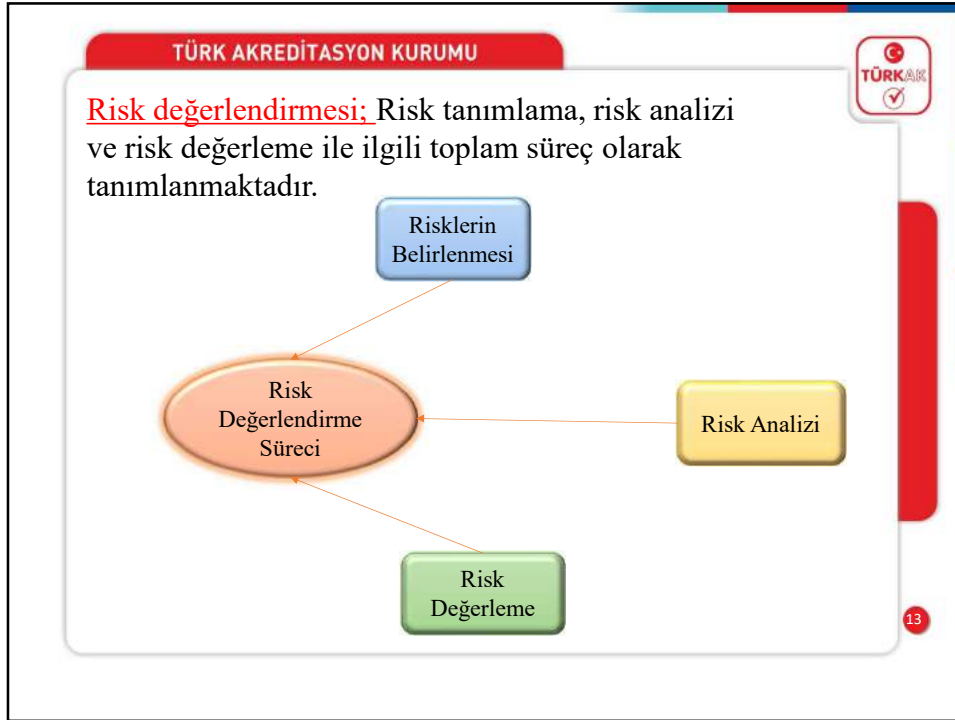 TÜRK AKREDİTASYON KURUMU
TÜRKAK
Risk değerlendirmesi; Risk tanımlama, risk analizi
ve risk değerleme ile ilgili toplam süreç olarak
tanımlanmaktadır.
Risklerin
Belirlenmesi
Risk
Değerlendirme
Süreci
Risk Analizi
Risk
Değerleme
13